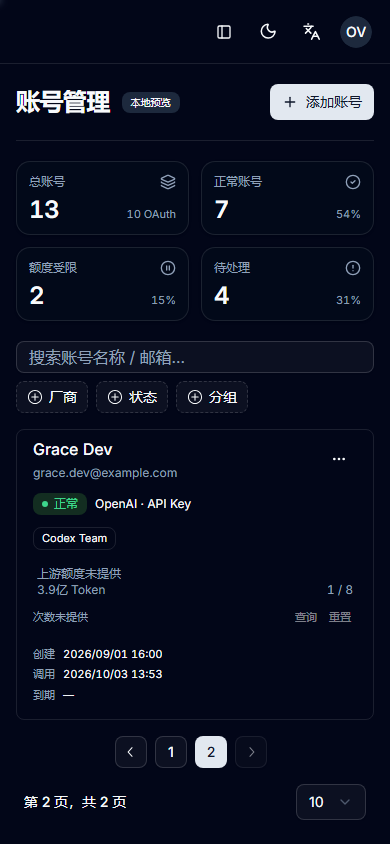 OV
账号管理 本地预览 添加账号
总账号
13 10 OAuth
正常账号
7 54%
额度受限
2 15%
待处理
4 31%
搜索账号名称 / 邮箱...
厂商 状态 分组
Grace Dev
grace.dev@example.com
正常 OpenAI · API Key
Codex Team
上游额度未提供
3.9亿 Token 1 / 8
次数未提供 查询 重置
创建 2026/09/01 16:00
调用 2026/10/03 13:53
到期 —
1 2
第 2 页，共 2 页 10